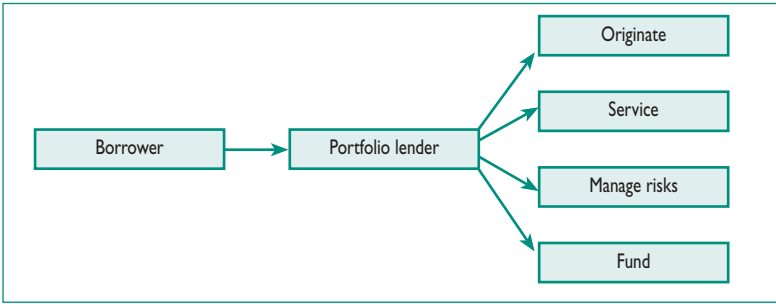 Originate
Service
Borrower
Portfolio lender
Manage risks
Fund